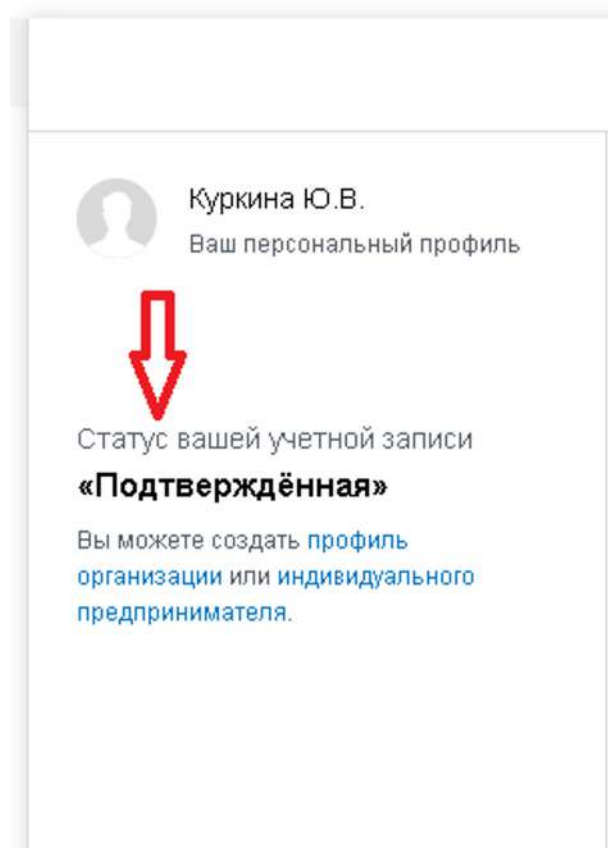 Куркина Ю.В.
Ваш персональный профиль
Статус вашей учетной записи
«Подтверждённая»
Вы можете создать профиль
организации или индивидуального
предпринимателя.